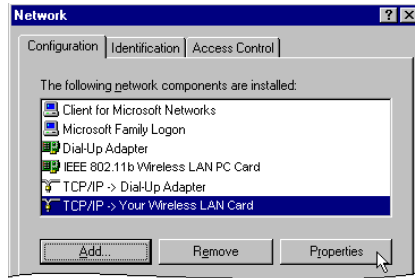 Network
Configuration Identification Access Control
The following network components are installed:
Client for Microsoft Networks
Microsoft Family Logon
Dial-Up Adapter
IEEE 802.11b Wireless LAN PC Card
TCP/IP -> Dial-Up Adapter
TCP/IP -> Your Wireless LAN Card
Add... Remove Properties